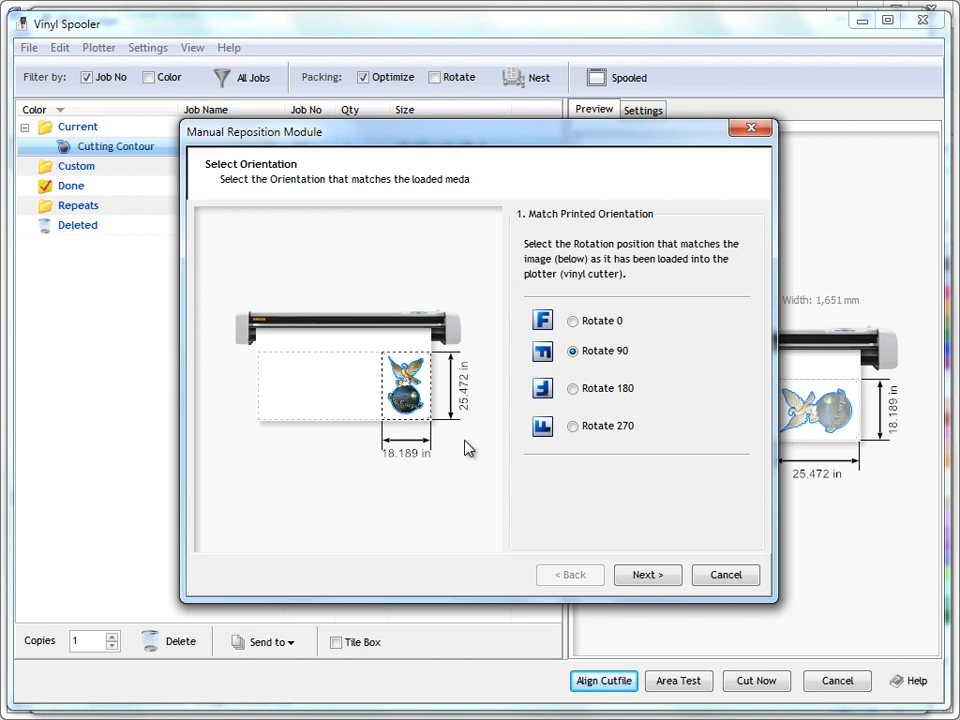 Vinyl Spooler
File Edit Plotter Settings View Help
Filter by: Job No Color All Jobs Packing: Optimize Rotate Nest Spooled
Color Job Name Job No Qty Size
Preview Settings
Current
Cutting Contour
Custom
Done
Repeats
Deleted
Manual Reposition Module
Select Orientation
Select the Orientation that matches the loaded meda
25.472 in
18.189 in
1. Match Printed Orientation
Select the Rotation position that matches the
image (below) as it has been loaded into the
plotter (vinyl cutter).
F Rotate 0
F Rotate 90
F Rotate 180
F Rotate 270
< Back Next > Cancel
Width: 1,651 mm
18.189 in
25.472 in
Copies 1 Delete Send to Tile Box
Align Cutfile Area Test Cut Now Cancel Help